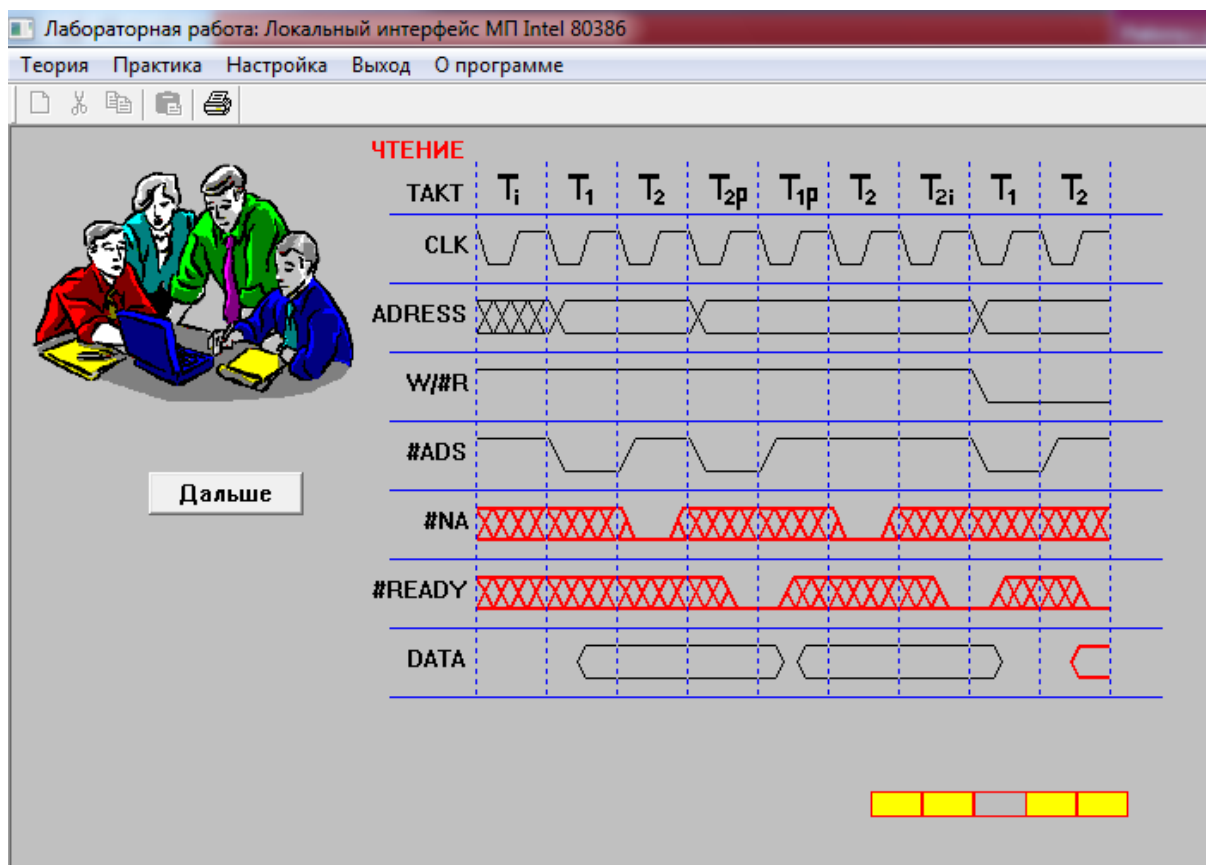 Лабораторная работа: Локальный интерфейс МП Intel 80386
Теория Практика Настройка Выход О программе
ЧТЕНИЕ
ТАКТ Ti T1 T2 T2p T1p T2 T2i T1 T2
CLK
ADRESS
W/#R
#ADS
Дальше
#NA
#READY
DATA